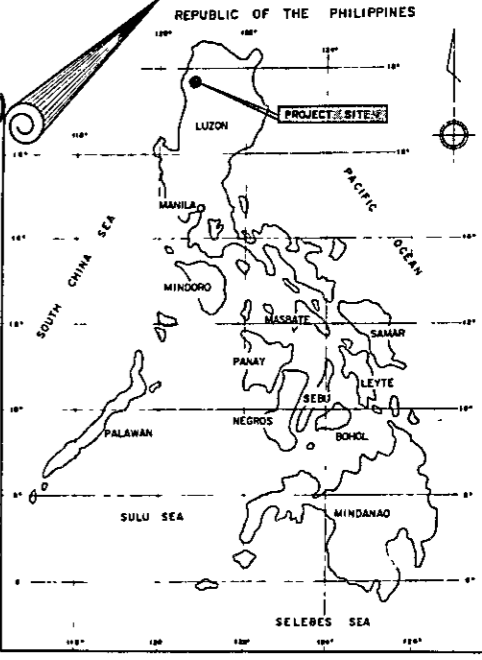 REPUBLIC OF THE PHILIPPINES
LUZON
PROJECT SITE
MANILA
PACIFIC OCEAN
SOUTH CHINA SEA
MINDORO
MASBATE
SAMAR
PANAY
LEYTE
SEBU
NEGROS
BOHOL
PALAWAN
SULU SEA
MINDANAO
SELEBES SEA